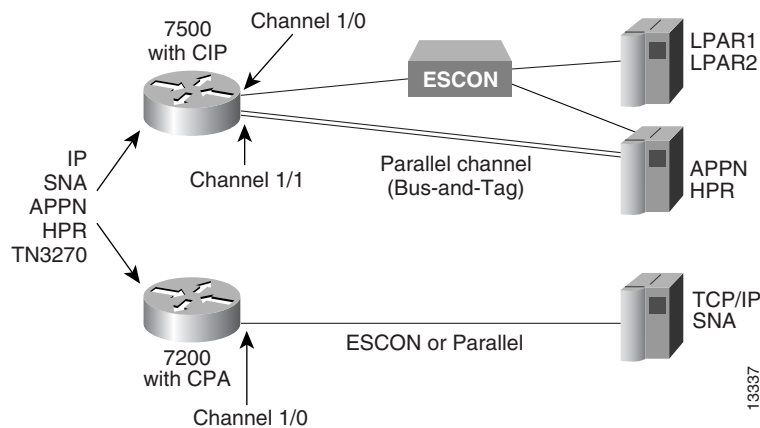 Channel 1/0
7500
with CIP
LPAR1
LPAR2
ESCON
IP
SNA
APPN
HPR
TN3270
Channel 1/1
Parallel channel
(Bus-and-Tag)
APPN
HPR
TCP/IP
SNA
ESCON or Parallel
7200
with CPA
Channel 1/0
13337